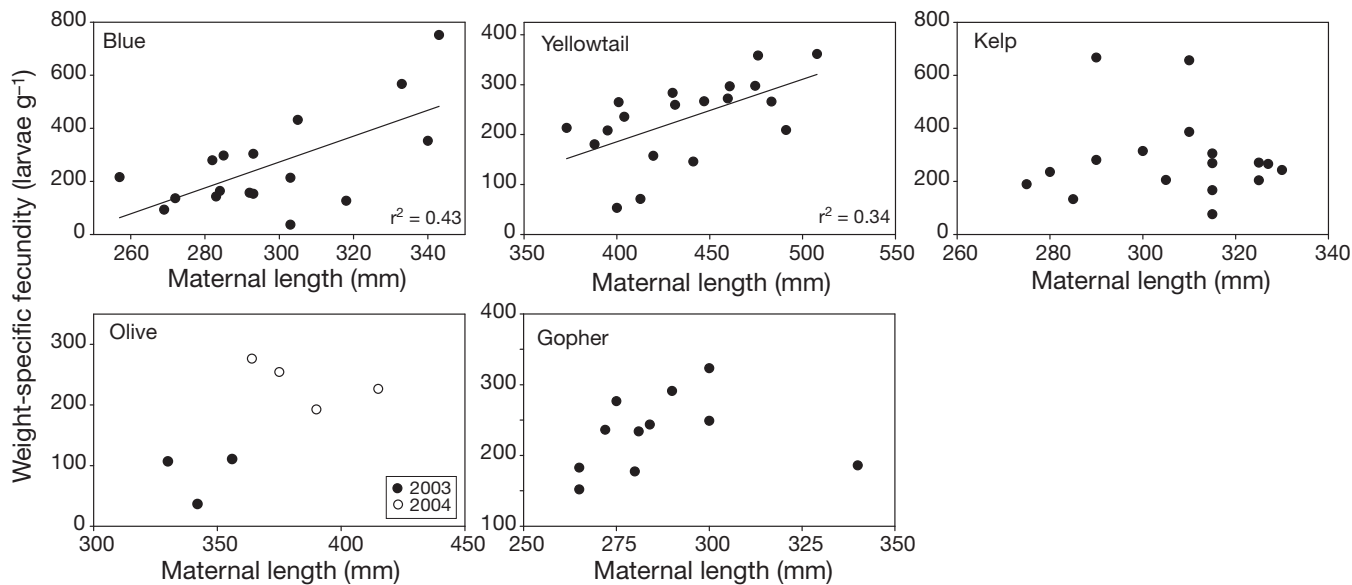 Weight-specific fecundity (larvae g⁻¹)
Blue
800
600
400
200
0
260 280 300 320 340
r² = 0.43
Maternal length (mm)
Yellowtail
400
300
200
100
0
350 400 450 500 550
r² = 0.34
Maternal length (mm)
Kelp
800
600
400
200
0
260 280 300 320 340
Maternal length (mm)
Olive
300
200
100
0
300 350 400 450
2003
2004
Maternal length (mm)
Gopher
400
300
200
100
250 275 300 325 350
Maternal length (mm)